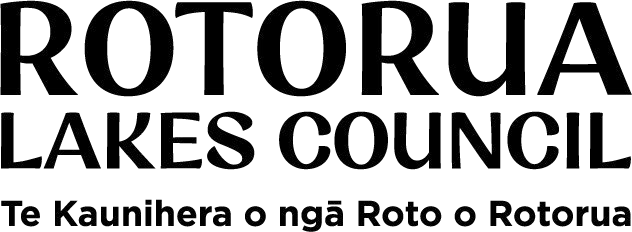 ROTORUA
LAKES COUNCIL
Te Kaunihera o ngā Roto o Rotorua